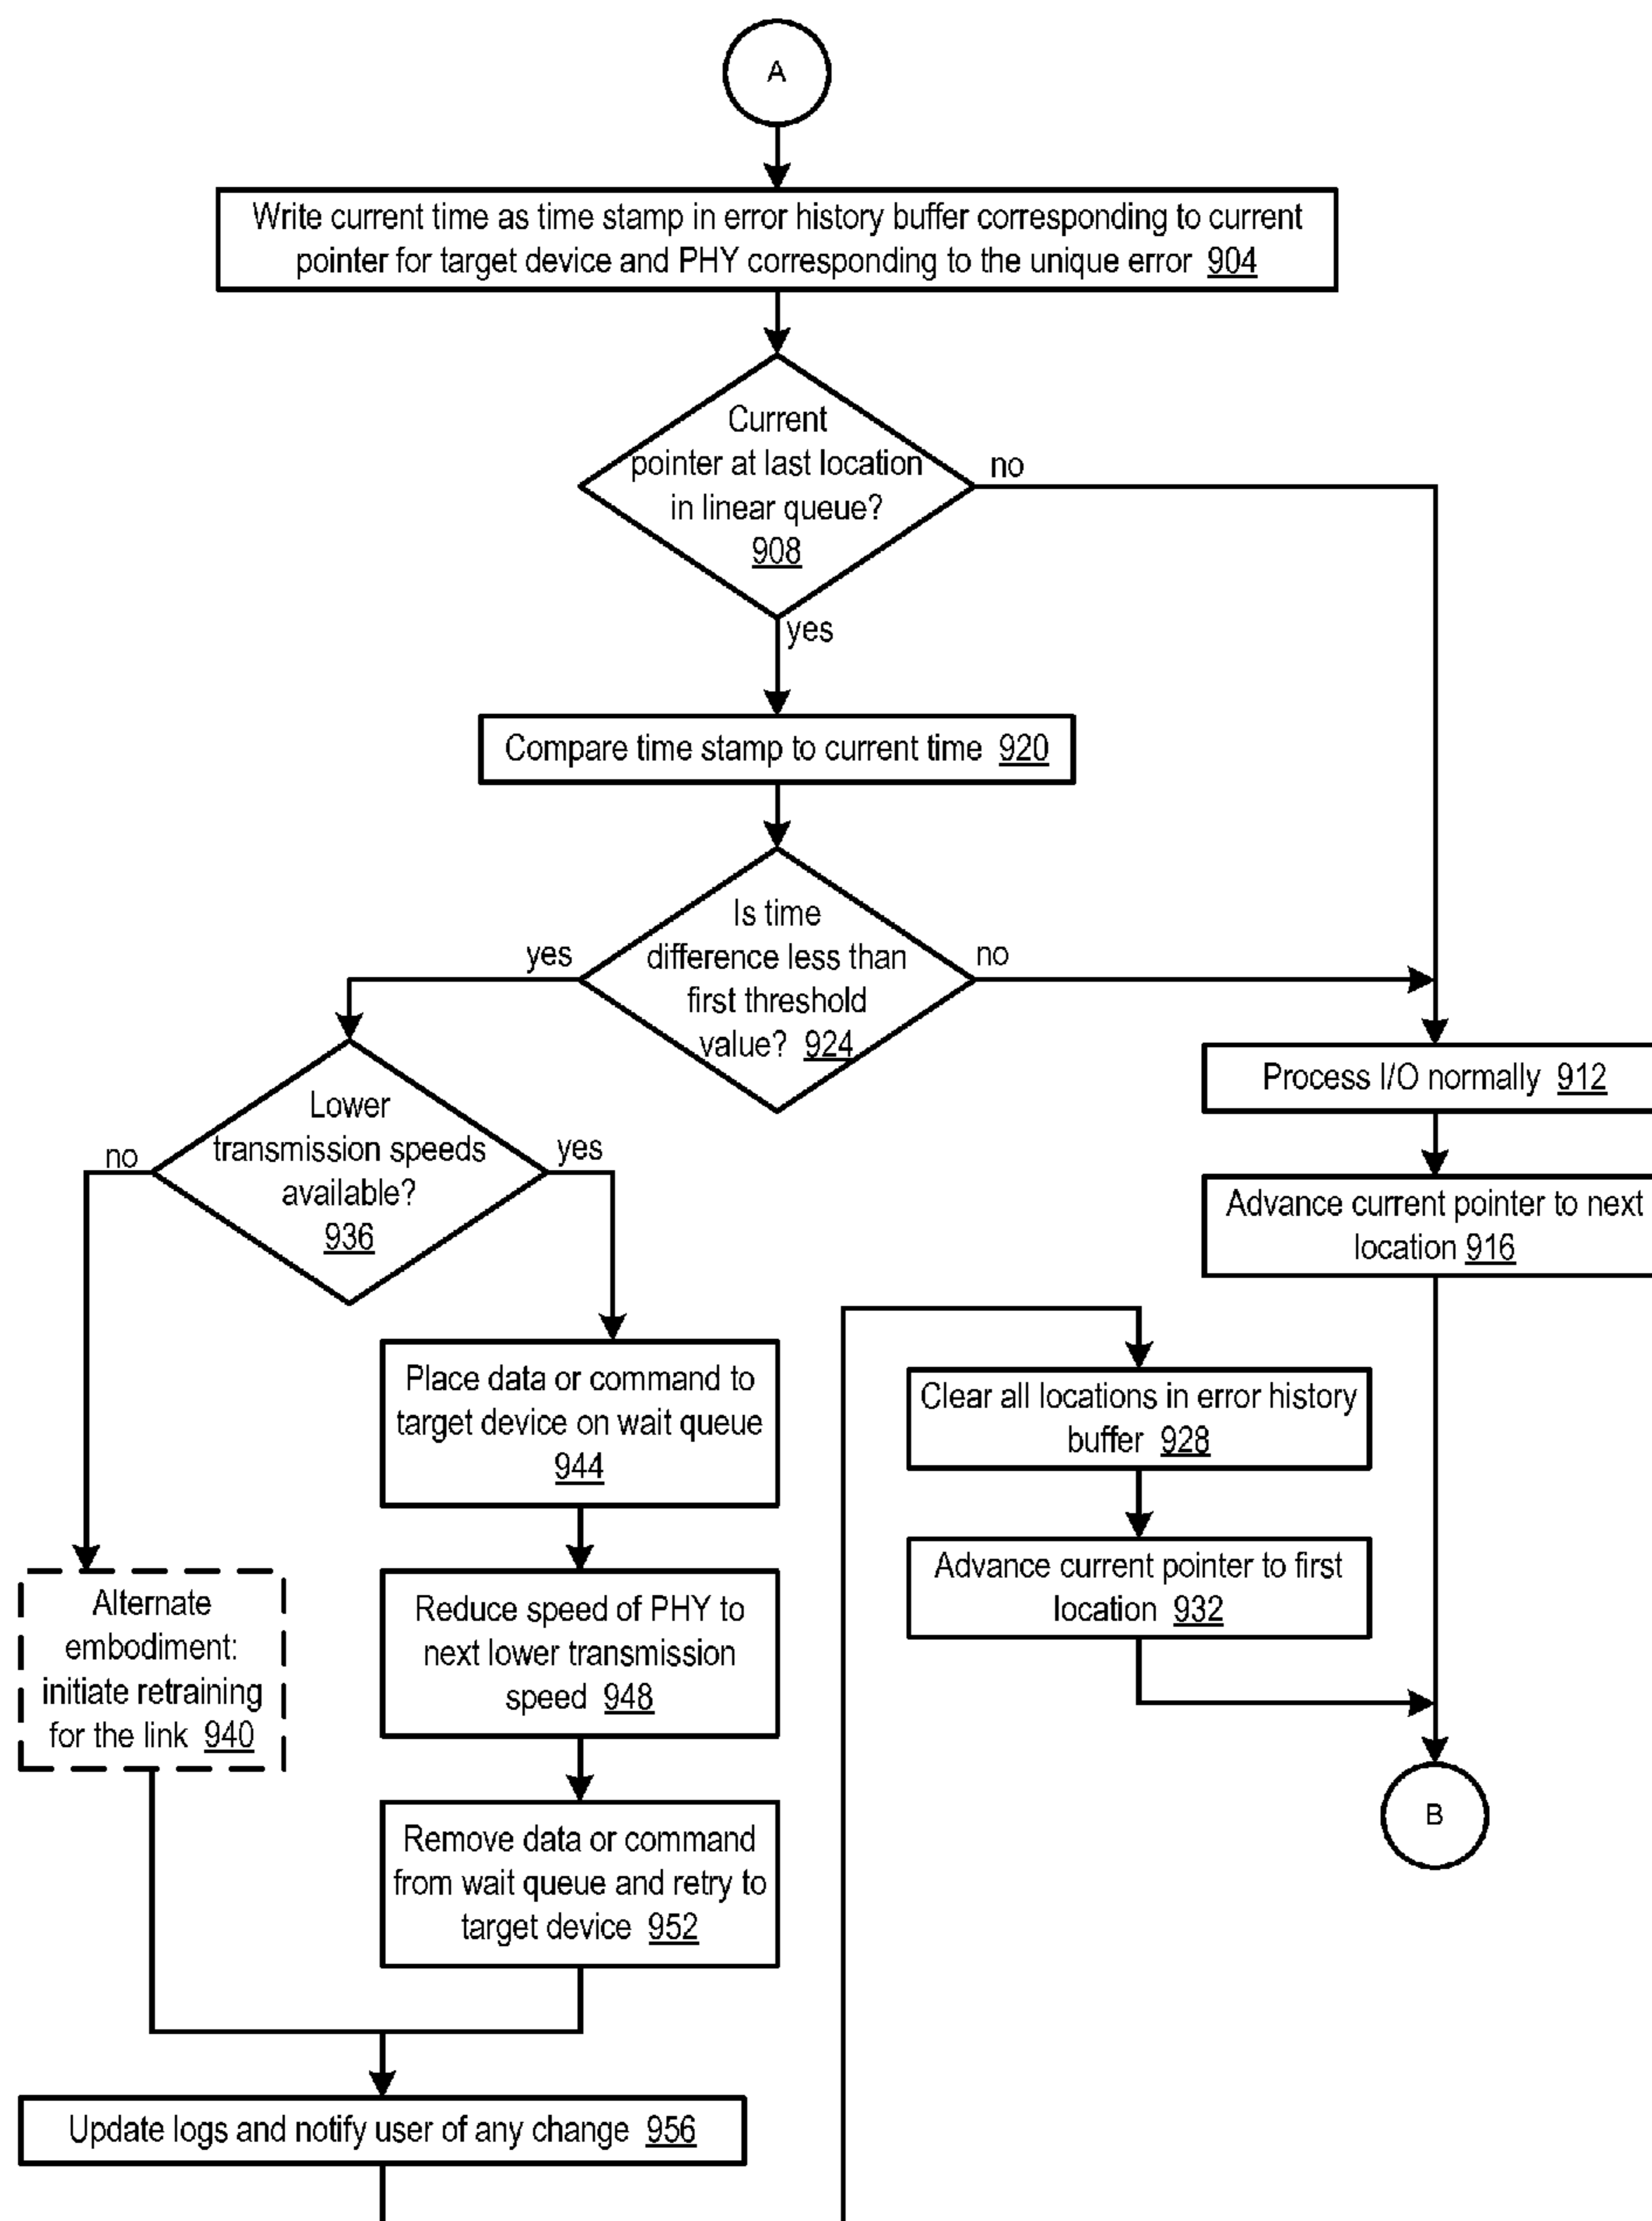 A
Write current time as time stamp in error history buffer corresponding to current
pointer for target device and PHY corresponding to the unique error 904
Current
pointer at last location
in linear queue?
908
no
yes
Compare time stamp to current time 920
Is time
difference less than
first threshold
value? 924
yes
no
Process I/O normally 912
Advance current pointer to next
location 916
Lower
transmission speeds
available?
936
no
yes
Place data or command to
target device on wait queue
944
Clear all locations in error history
buffer 928
Advance current pointer to first
location 932
Alternate
embodiment:
initiate retraining
for the link 940
Reduce speed of PHY to
next lower transmission
speed 948
Remove data or command
from wait queue and retry to
target device 952
B
Update logs and notify user of any change 956